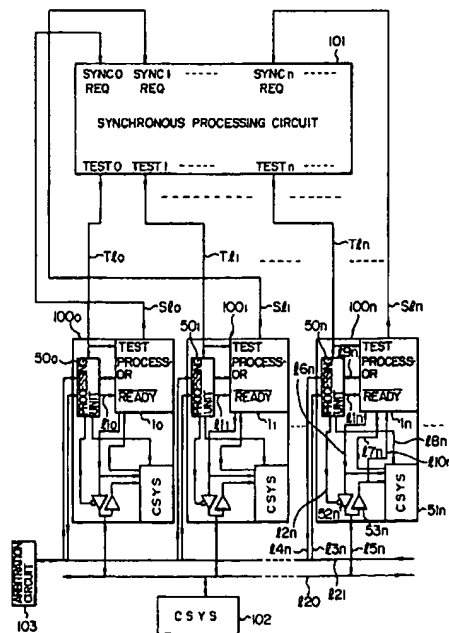 101
SYNC0 SYNC1 ------ SYNCn ------
REQ REQ REQ
SYNCHRONOUS PROCESSING CIRCUIT
TEST0 TEST1 ------ TESTn ------
Tℓ0 Tℓ1 Tℓn
Sℓ0 Sℓ1 Sℓn
1000 1001 100n
500 501 50n
TEST TEST TEST
PROCESSOR PROCESSOR PROCESSOR
PROCESSING UNIT PROCESSING UNIT PROCESSING UNIT
READY READY READY
ℓ9n
ℓ6n
ℓ10 ℓ11 ℓ1n
10 11 1n
ℓ8n
ℓ7n
ℓ10n
CSYS CSYS CSYS
51n
ℓ2n 52n 53n
ℓ4n ℓ3n ℓ5n
ℓ21
ℓ20
ARBITRATION CIRCUIT
103
CSYS
102